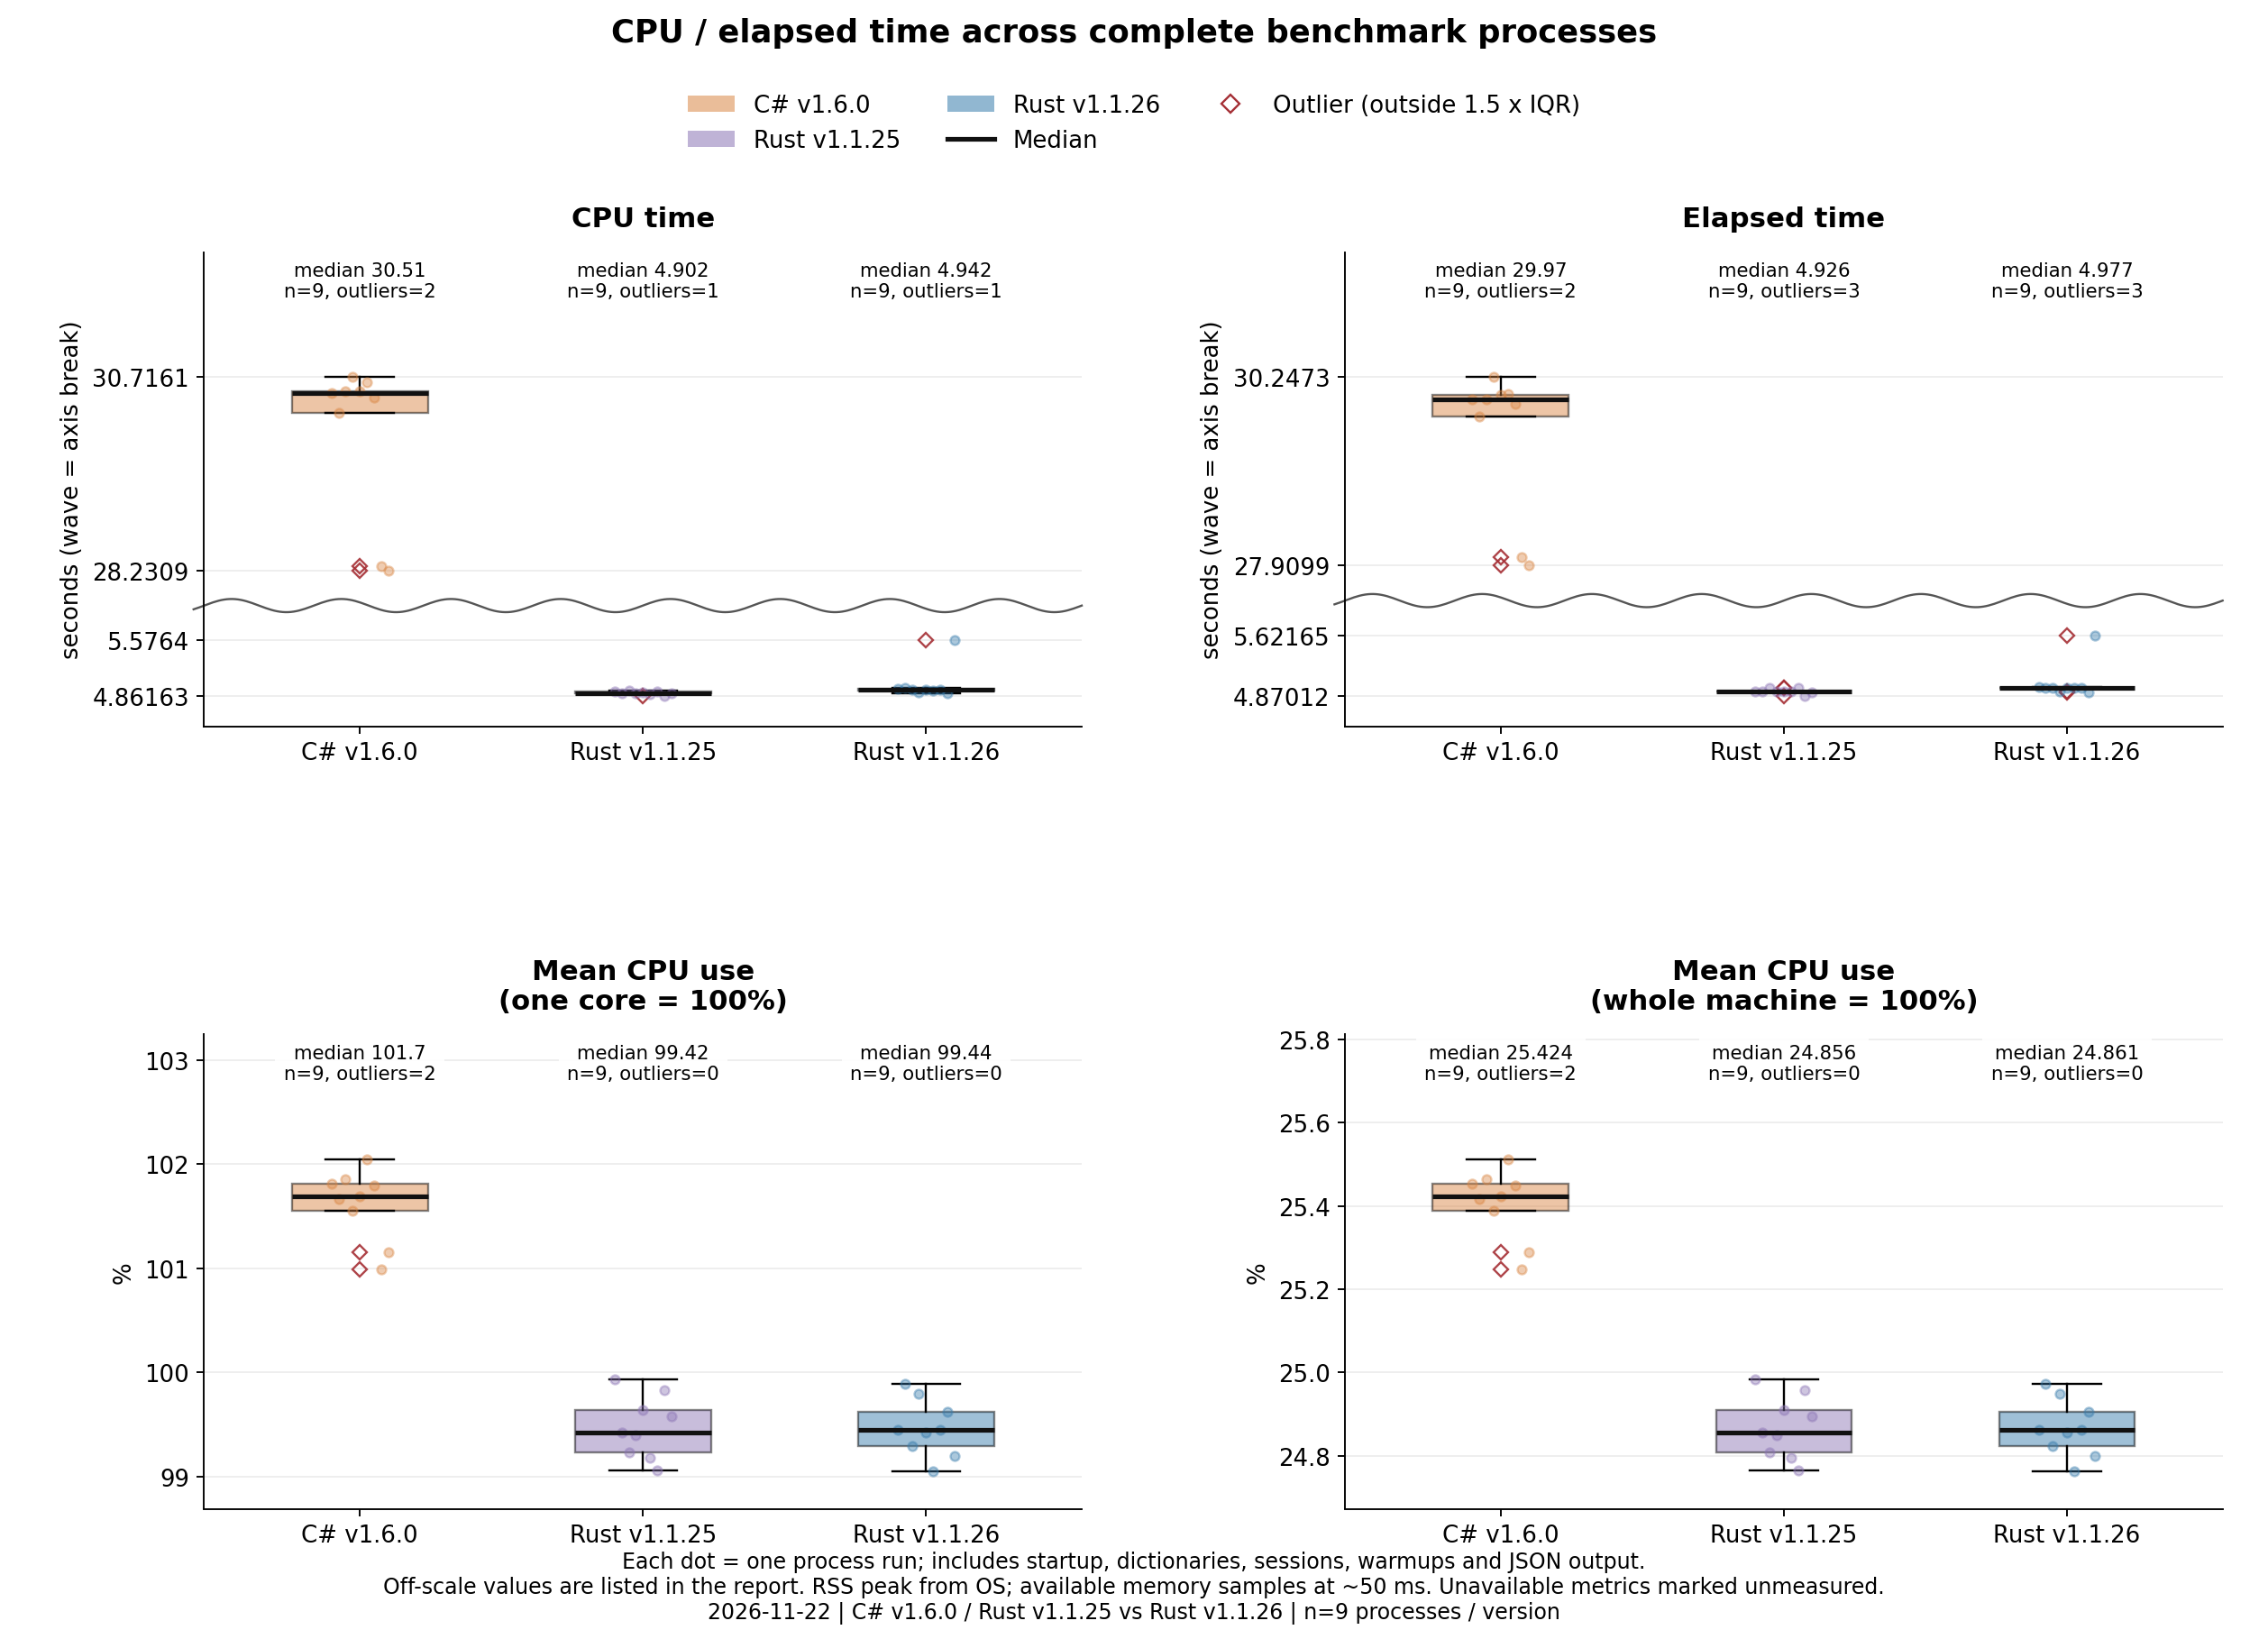 CPU / elapsed time across complete benchmark processes
C# v1.6.0
Rust v1.1.25
Rust v1.1.26
Median
Outlier (outside 1.5 x IQR)
CPU time
seconds (wave = axis break)
median 30.51
n=9, outliers=2
median 4.902
n=9, outliers=1
median 4.942
n=9, outliers=1
30.7161
28.2309
5.5764
4.86163
C# v1.6.0
Rust v1.1.25
Rust v1.1.26
Elapsed time
seconds (wave = axis break)
median 29.97
n=9, outliers=2
median 4.926
n=9, outliers=3
median 4.977
n=9, outliers=3
30.2473
27.9099
5.62165
4.87012
C# v1.6.0
Rust v1.1.25
Rust v1.1.26
Mean CPU use
(one core = 100%)
%
median 101.7
n=9, outliers=2
median 99.42
n=9, outliers=0
median 99.44
n=9, outliers=0
103
102
101
100
99
C# v1.6.0
Rust v1.1.25
Rust v1.1.26
Mean CPU use
(whole machine = 100%)
%
median 25.424
n=9, outliers=2
median 24.856
n=9, outliers=0
median 24.861
n=9, outliers=0
25.8
25.6
25.4
25.2
25.0
24.8
C# v1.6.0
Rust v1.1.25
Rust v1.1.26
Each dot = one process run; includes startup, dictionaries, sessions, warmups and JSON output.
Off-scale values are listed in the report. RSS peak from OS; available memory samples at ~50 ms. Unavailable metrics marked unmeasured.
2026-11-22 | C# v1.6.0 / Rust v1.1.25 vs Rust v1.1.26 | n=9 processes / version